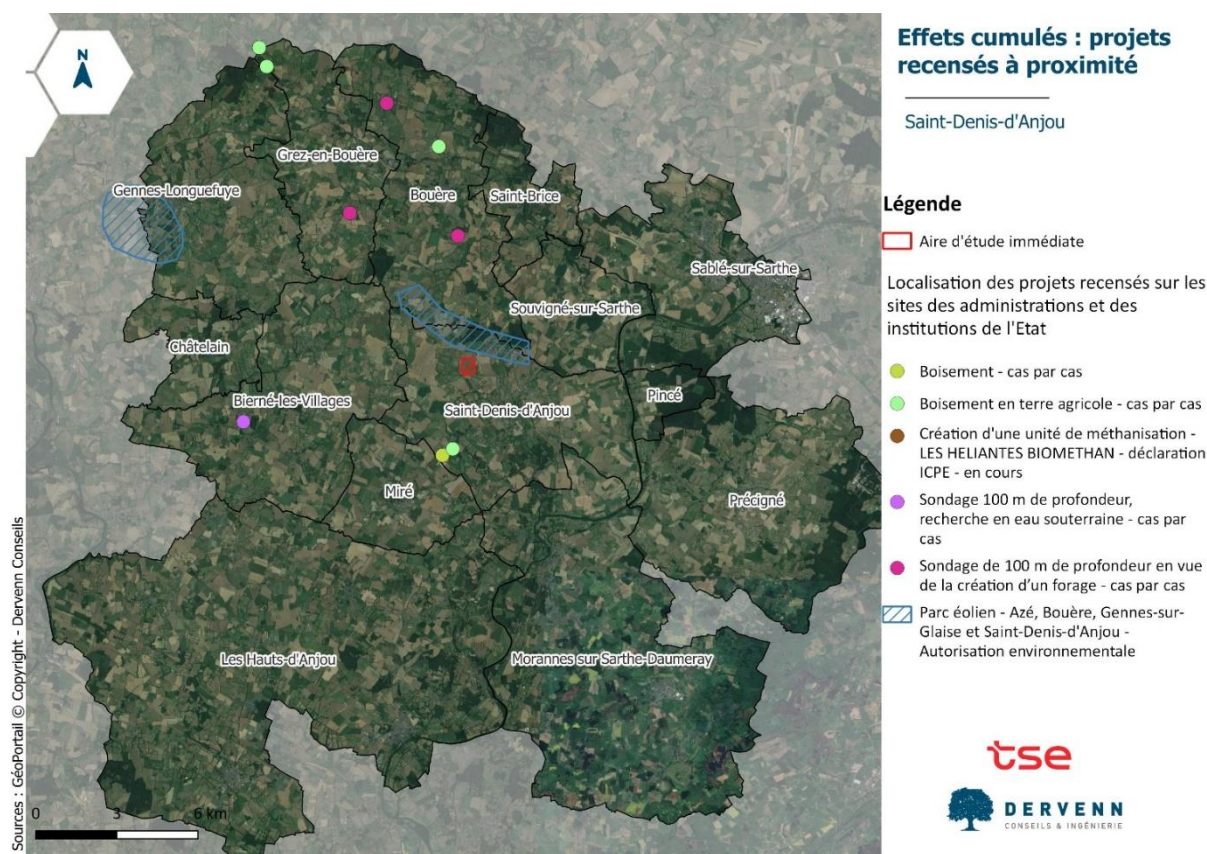 N
Effets cumulés : projets
recensés à proximité
Saint-Denis-d'Anjou
Légende
Aire d'étude immédiate
Localisation des projets recensés sur les
sites des administrations et des
institutions de l'Etat
Boisement - cas par cas
Boisement en terre agricole - cas par cas
Création d'une unité de méthanisation -
LES HELIANTES BIOMETHAN - déclaration
ICPE - en cours
Sondage 100 m de profondeur,
recherche en eau souterraine - cas par
cas
Sondage de 100 m de profondeur en vue
de la création d'un forage - cas par cas
Parc éolien - Azé, Bouère, Gennes-sur-
Glaise et Saint-Denis-d'Anjou -
Autorisation environnementale
Grez-en-Bouère
Gennes-Longuefuye
Bouère
Saint-Brice
Sablé-sur-Sarthe
Souvigné-sur-Sarthe
Châtelain
Bierné-les-Villages
Saint-Denis-d'Anjou
Pincé
Miré
Précigné
Les Hauts-d'Anjou
Morannes sur Sarthe-Daumeray
0 3 6 km
Sources : GéoPortail © Copyright - Dervenn Conseils
tse
DERVENN
CONSEILS & INGÉNIERIE